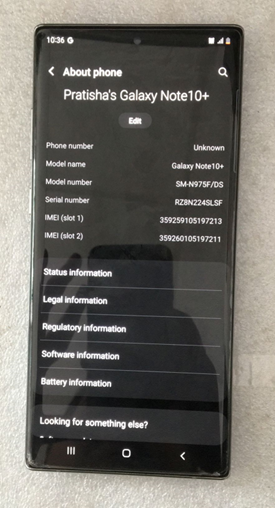 10:36 G
About phone
Pratisha's Galaxy Note10+
Edit
Phone number Unknown
Model name Galaxy Note10+
Model number SM-N975F/DS
Serial number RZ8N224SLSF
IMEI (slot 1) 359259105197213
IMEI (slot 2) 359260105197211
Status information
Legal information
Regulatory information
Software information
Battery information
Looking for something else?